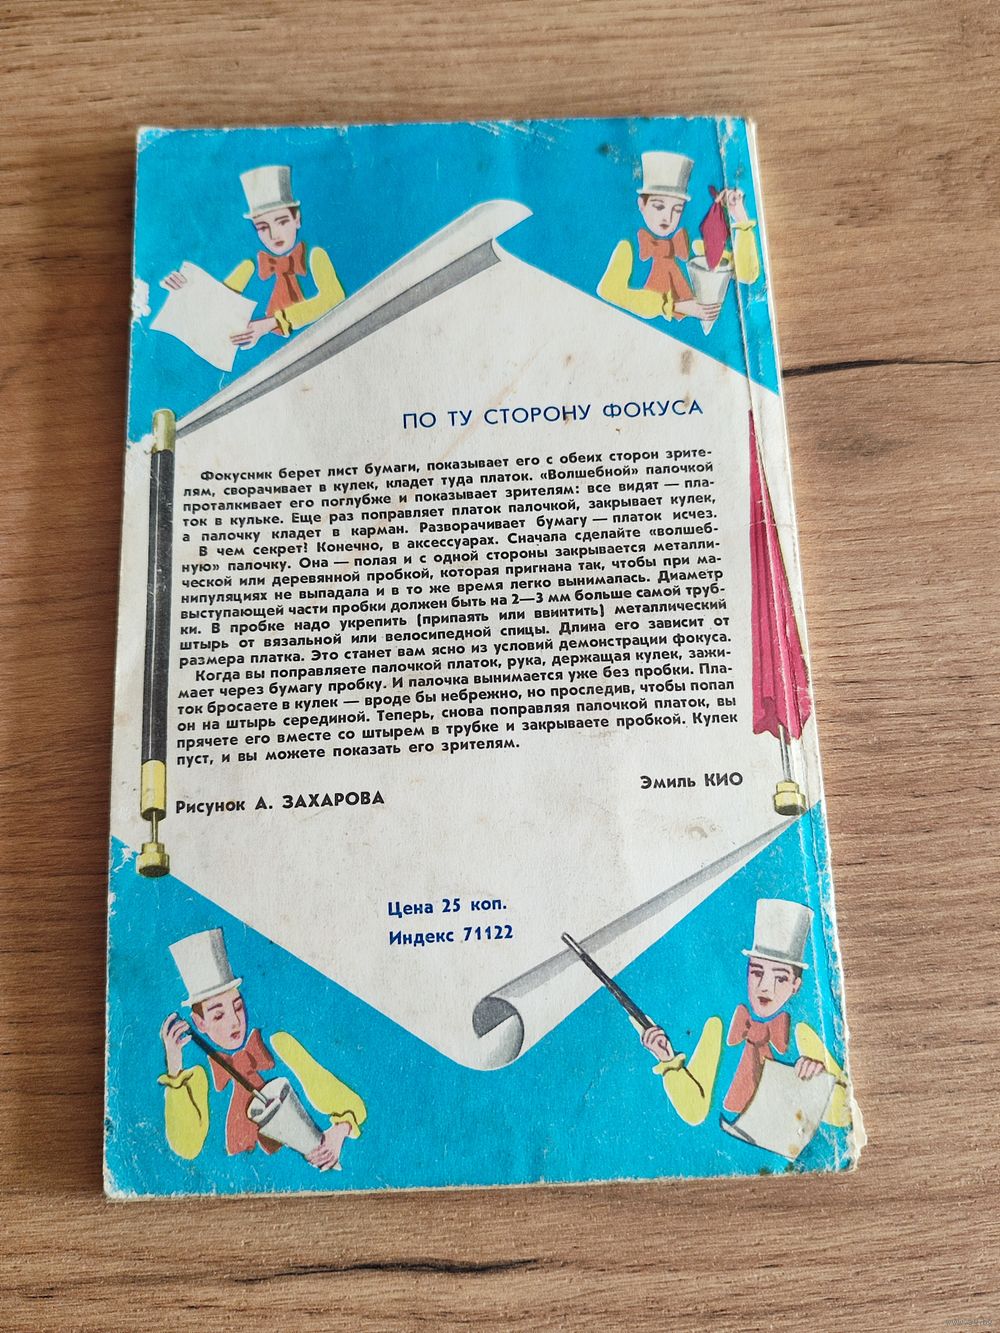 ПО ТУ СТОРОНУ ФОКУСА
Фокусник берет лист бумаги, показывает его с обеих сторон зрите-
лям, сворачивает в кулек, кладет туда платок. «Волшебной» палочкой
проталкивает его поглубже и показывает зрителям: все видят — пла-
ток в кульке. Еще раз поправляет платок палочкой, закрывает кулек,
а палочку кладет в карман. Разворачивает бумагу — платок исчез.
В чем секрет? Конечно, в аксессуарах. Сначала сделайте «волшеб-
ную» палочку. Она — полая и с одной стороны закрывается металли-
ческой или деревянной пробкой, которая пригнана так, чтобы при ма-
нипуляциях не выпадала и в то же время легко вынималась. Диаметр
выступающей части пробки должен быть на 2—3 мм больше самой труб-
ки. В пробке надо укрепить (припаять или ввинтить) металлический
штырь от вязальной или велосипедной спицы. Длина его зависит от
размера платка. Это станет вам ясно из условий демонстрации фокуса.
Когда вы поправляете палочкой платок, рука, держащая кулек, зажи-
мает через бумагу пробку. И палочка вынимается уже без пробки. Пла-
ток бросаете в кулек — вроде бы небрежно, но проследив, чтобы попал
он на штырь серединой. Теперь, снова поправляя палочкой платок, вы
прячете его вместе со штырем в трубке и закрываете пробкой. Кулек
пуст, и вы можете показать его зрителям.
Эмиль КИО
Рисунок А. ЗАХАРОВА
Цена 25 коп.
Индекс 71122